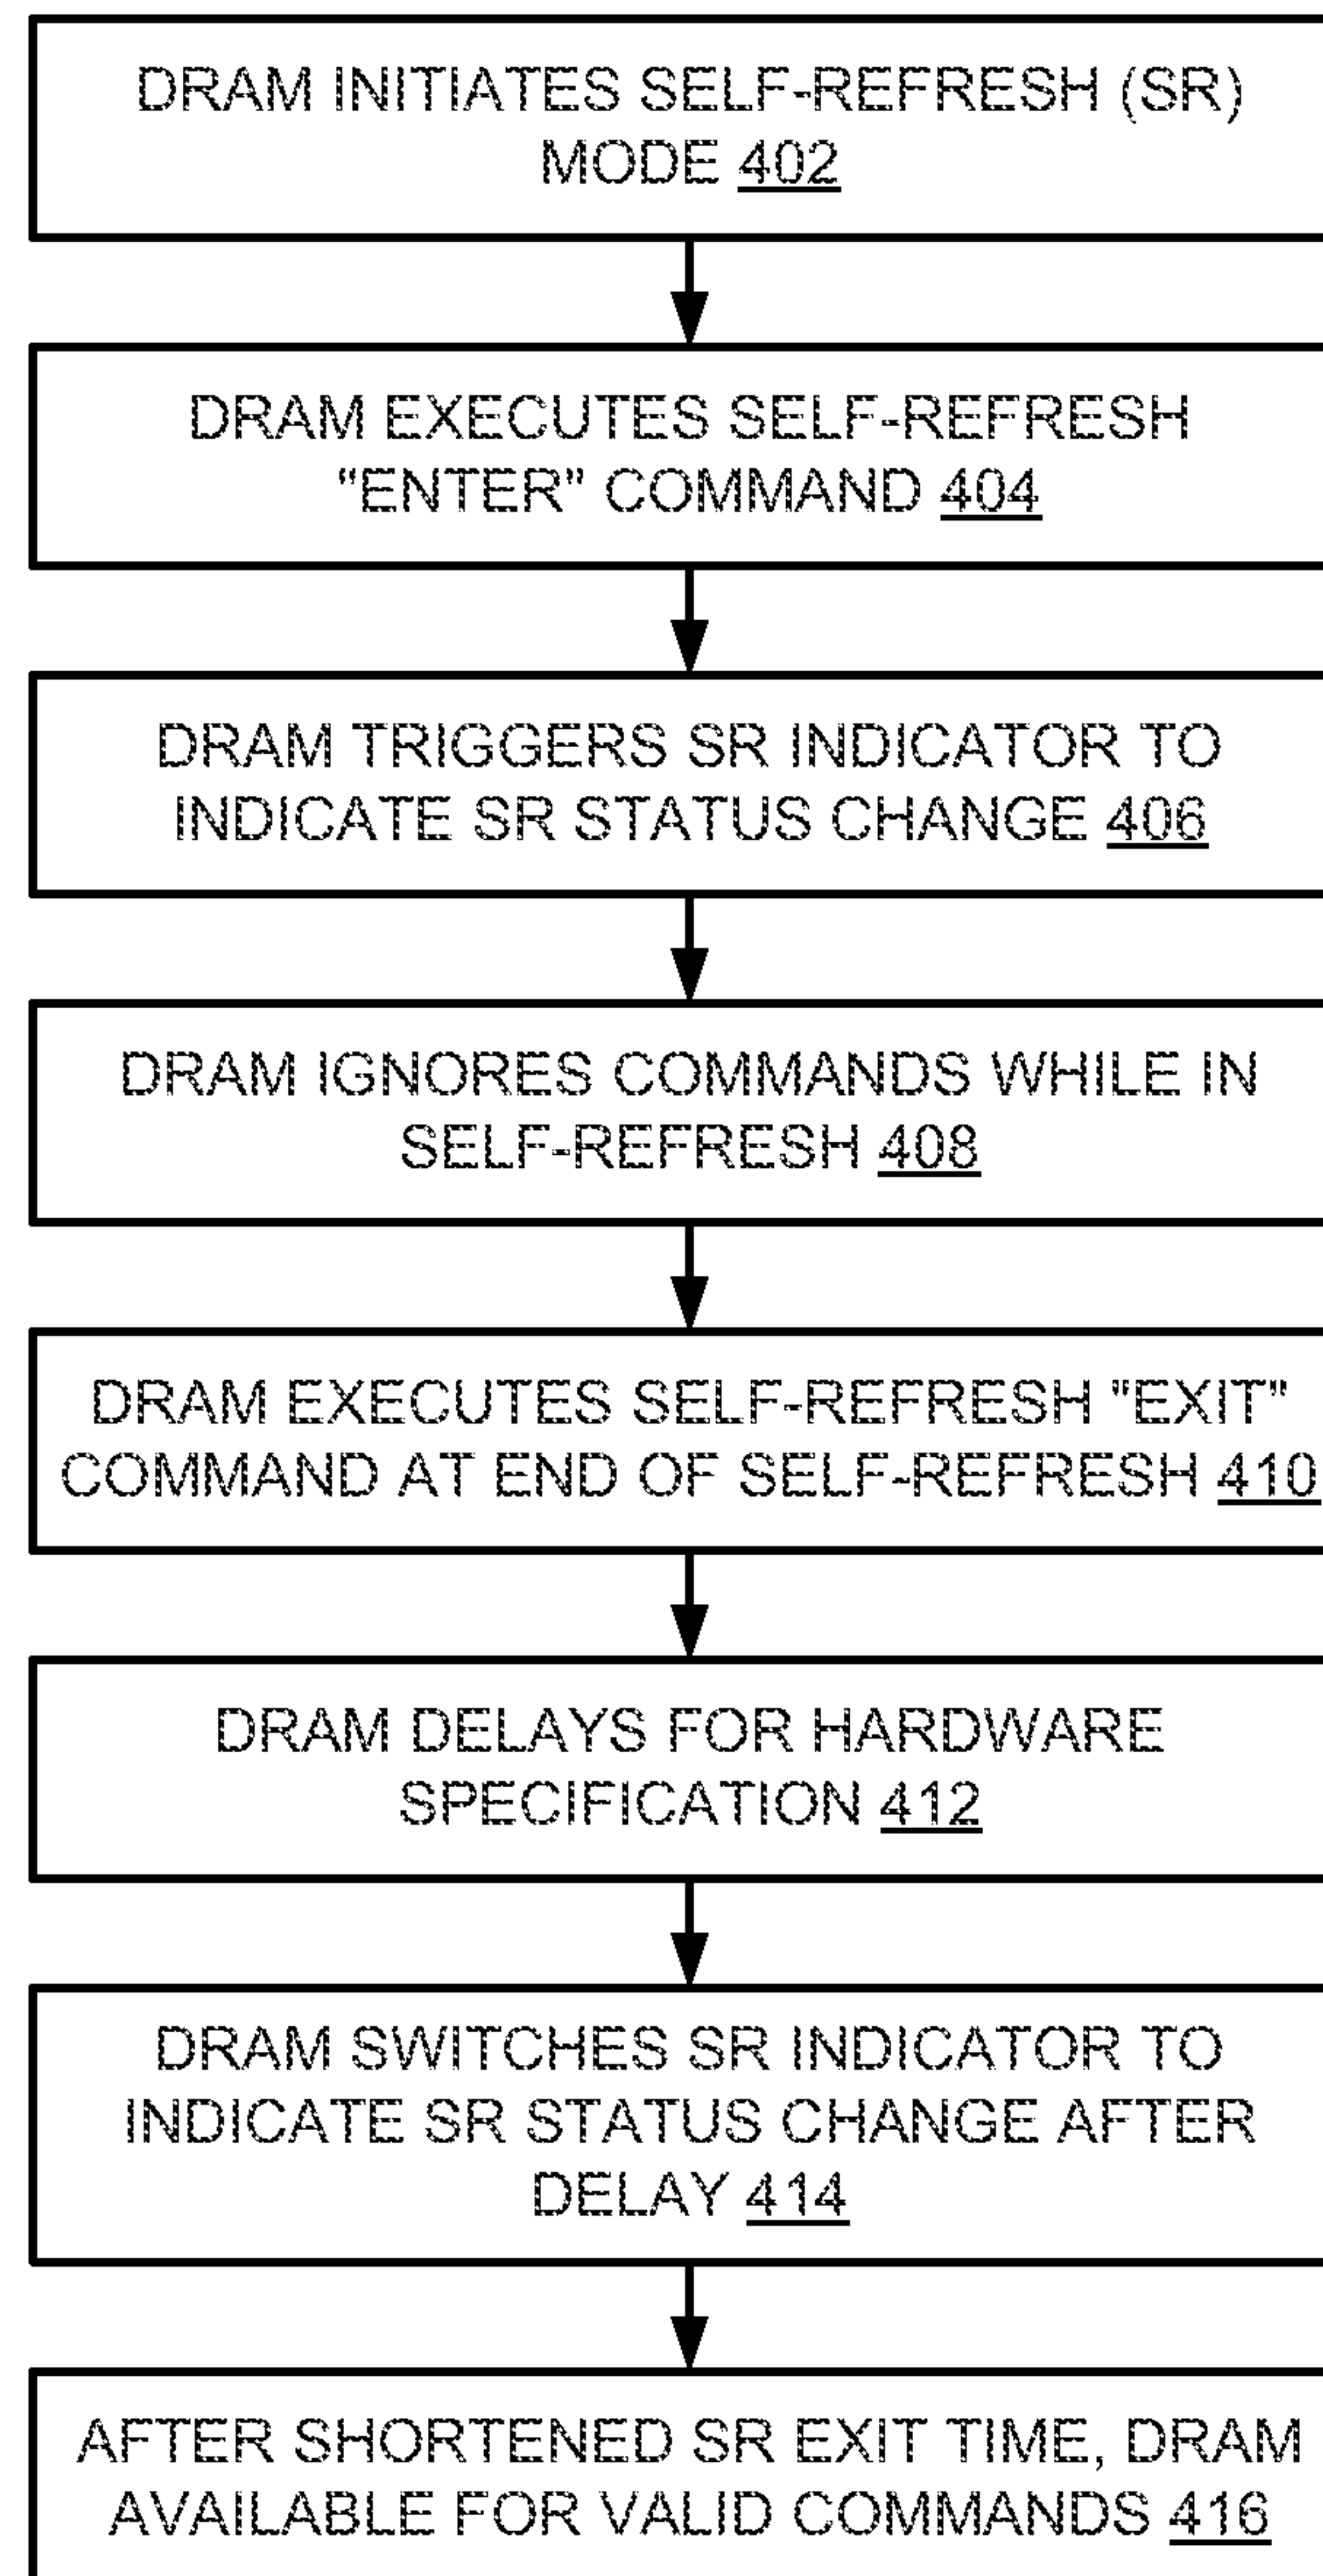 DRAM INITIATES SELF-REFRESH (SR)
MODE 402
DRAM EXECUTES SELF-REFRESH
“ENTER” COMMAND 404
DRAM TRIGGERS SR INDICATOR TO
INDICATE SR STATUS CHANGE 406
DRAM IGNORES COMMANDS WHILE IN
SELF-REFRESH 408
DRAM EXECUTES SELF-REFRESH "EXIT"
COMMAND AT END OF SELF-REFRESH 410
DRAM DELAYS FOR HARDWARE
SPECIFICATION 412
DRAM SWITCHES SR INDICATOR TO
INDICATE SR STATUS CHANGE AFTER
DELAY 414
AFTER SHORTENED SR EXIT TIME, DRAM
AVAILABLE FOR VALID COMMANDS 416